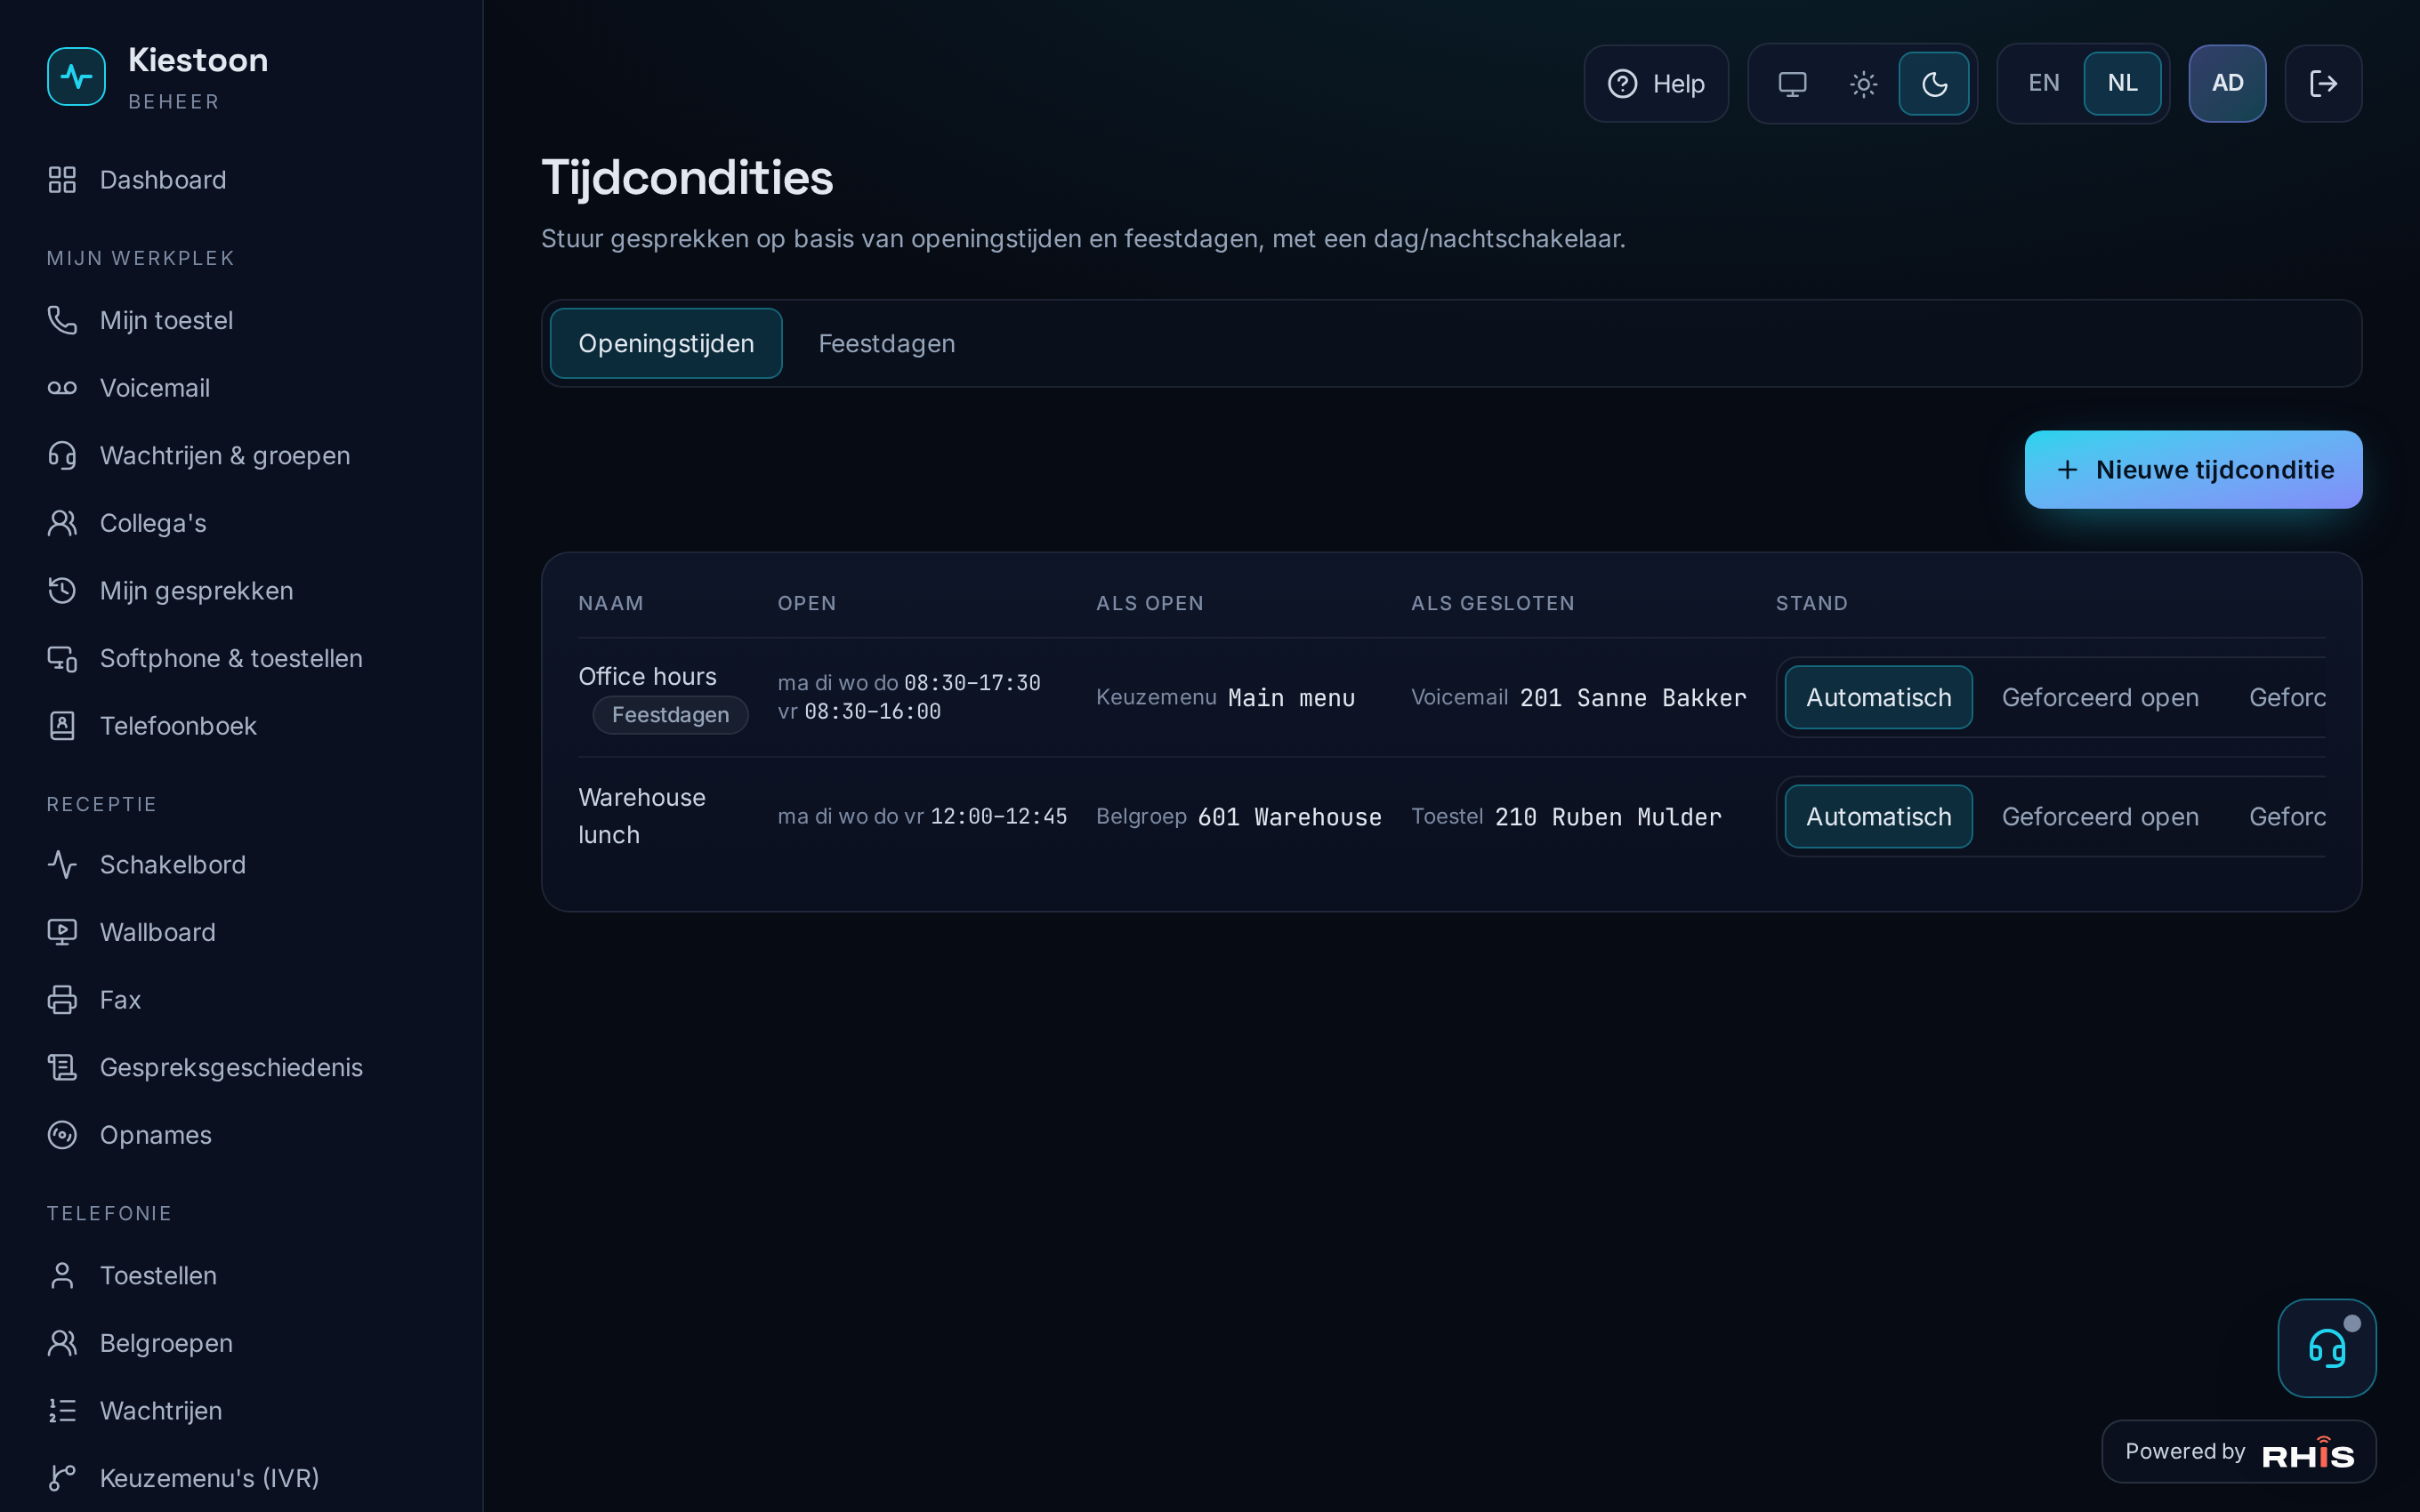 Kiestoon
BEHEER
Dashboard
MIJN WERKPLEK
Mijn toestel
Voicemail
Wachtrijen & groepen
Collega's
Mijn gesprekken
Softphone & toestellen
Telefoonboek
RECEPTIE
Schakelbord
Wallboard
Fax
Gespreksgeschiedenis
Opnames
TELEFONIE
Toestellen
Belgroepen
Wachtrijen
Keuzemenu's (IVR)
Help
EN NL
AD
Tijdcondities
Stuur gesprekken op basis van openingstijden en feestdagen, met een dag/nachtschakelaar.
Openingstijden Feestdagen
Nieuwe tijdconditie
NAAM OPEN ALS OPEN ALS GESLOTEN STAND
Office hours
Feestdagen
ma di wo do 08:30–17:30
vr 08:30–16:00
Keuzemenu Main menu
Voicemail 201 Sanne Bakker
Automatisch Geforceerd open Geforc
Warehouse
lunch
ma di wo do vr 12:00–12:45
Belgroep 601 Warehouse
Toestel 210 Ruben Mulder
Automatisch Geforceerd open Geforc
Powered by RHiS